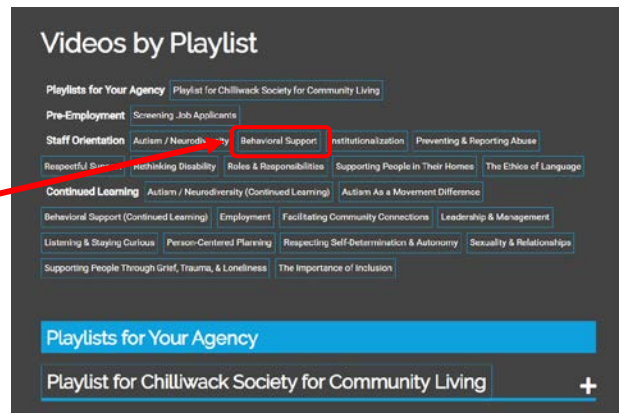 Videos by Playlist
Playlists for Your Agency Playlist for Chilliwack Society for Community Living
Pre-Employment Screening Job Applicants
Staff Orientation Autism / Neurodiversity Behavioral Support Institutionalization Preventing & Reporting Abuse
Respectful Support Rethinking Disability Roles & Responsibilities Supporting People in Their Homes The Ethics of Language
Continued Learning Autism / Neurodiversity (Continued Learning) Autism As a Movement Difference
Behavioral Support (Continued Learning) Employment Facilitating Community Connections Leadership & Management
Listening & Staying Curious Person-Centered Planning Respecting Self-Determination & Autonomy Sexuality & Relationships
Supporting People Through Grief, Trauma, & Loneliness The Importance of Inclusion
Playlists for Your Agency
Playlist for Chilliwack Society for Community Living +